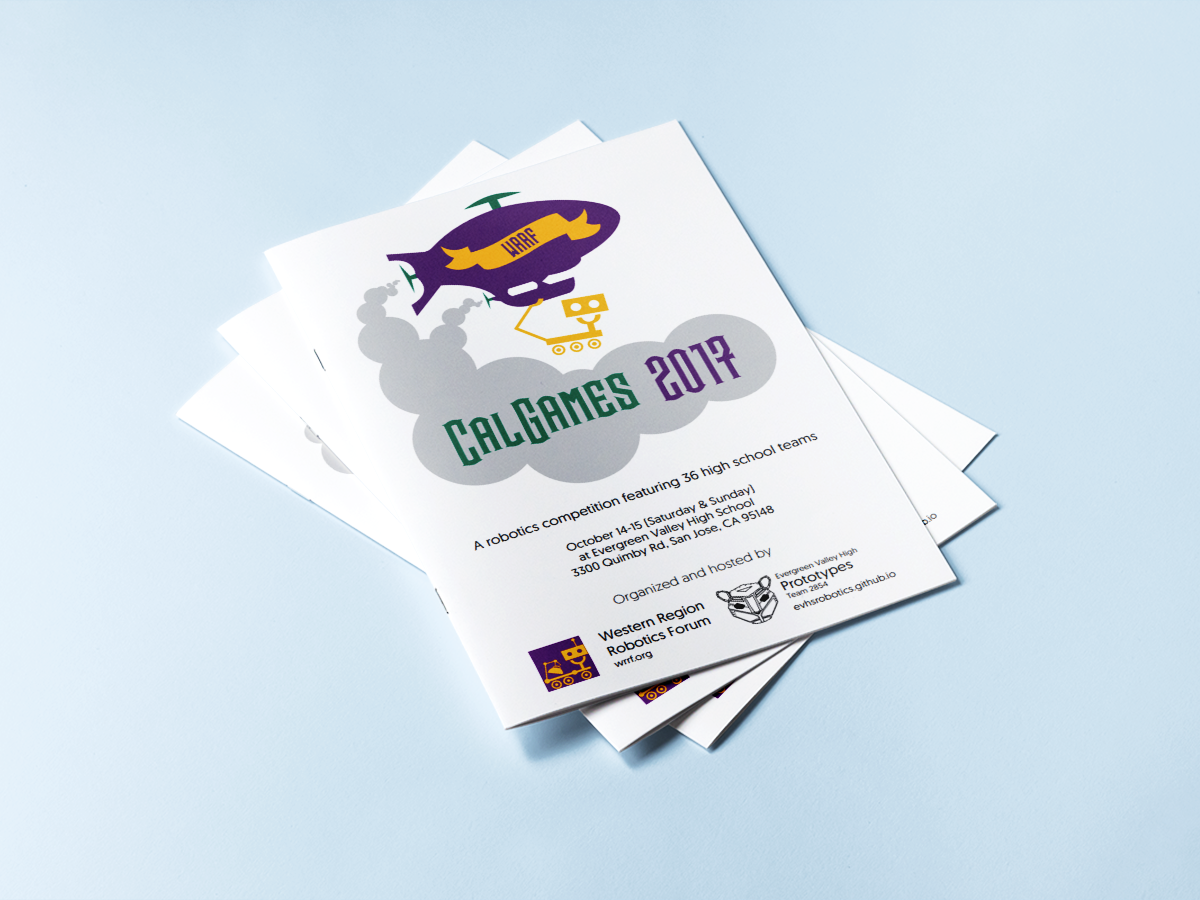 WRRF
CALGAMES 2017
A robotics competition featuring 36 high school teams
October 14-15 (Saturday & Sunday)
at Evergreen Valley High School
3300 Quimby Rd, San Jose, CA 95148
Organized and hosted by
Western Region
Robotics Forum
wrrf.org
Evergreen Valley High
Prototypes
Team 2854
evhsrobotics.github.io
.io